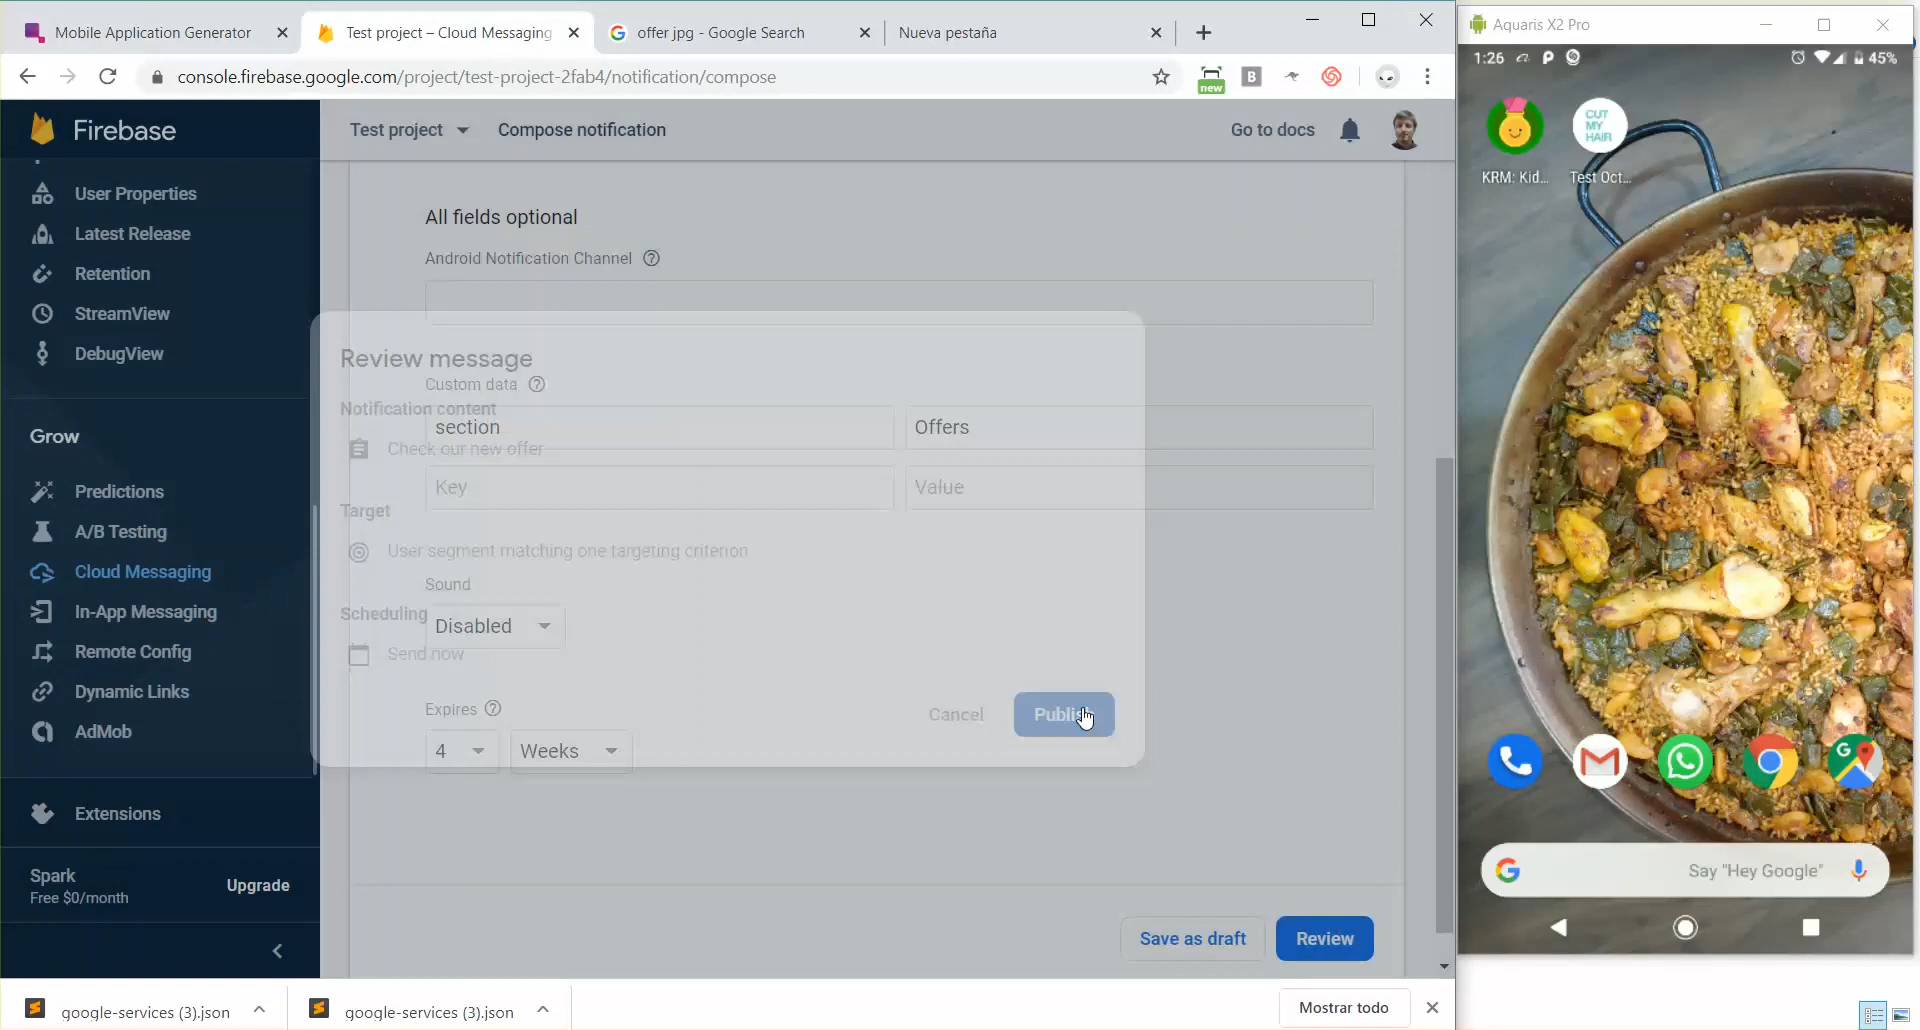 Mobile Application Generator
Test project – Cloud Messaging
offer jpg - Google Search
Nueva pestaña
console.firebase.google.com/project/test-project-2fab4/notification/compose
new
B
Firebase
Test project
Compose notification
Go to docs
User Properties
Latest Release
Retention
StreamView
DebugView
Grow
Predictions
A/B Testing
Cloud Messaging
In-App Messaging
Remote Config
Dynamic Links
AdMob
Extensions
Spark
Free $0/month
Upgrade
All fields optional
Android Notification Channel
Review message
Custom data
Notification content
section
Offers
Check our new offer
Key
Value
Target
User segment matching one targeting criterion
Sound
Scheduling
Disabled
Send now
Expires
Cancel
Publish
4
Weeks
Save as draft
Review
google-services (3).json
google-services (3).json
Mostrar todo
Aquaris X2 Pro
1:26
45%
CUT
MY
HAIR
KRM: Kid...
Test Oct...
Say "Hey Google"